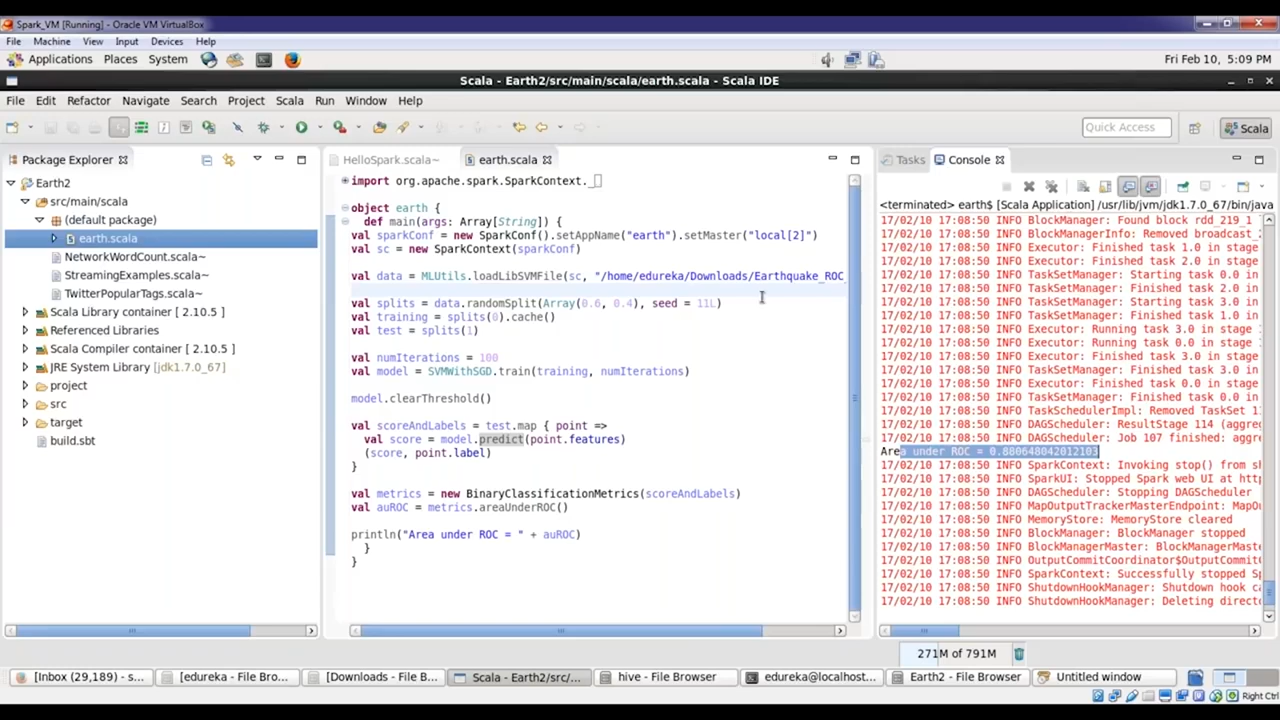 Spark_VM [Running] - Oracle VM VirtualBox
File Machine View Input Devices Help
Applications Places System
Fri Feb 10, 5:09 PM
Scala - Earth2/src/main/scala/earth.scala - Scala IDE
File Edit Refactor Navigate Search Project Scala Run Window Help
Quick Access
Scala
Package Explorer
Earth2
src/main/scala
(default package)
earth.scala
NetworkWordCount.scala~
StreamingExamples.scala~
TwitterPopularTags.scala~
Scala Library container [ 2.10.5 ]
Referenced Libraries
Scala Compiler container [ 2.10.5 ]
JRE System Library [jdk1.7.0_67]
project
src
target
build.sbt
HelloSpark.scala~
earth.scala
import org.apache.spark.SparkContext._
object earth {
def main(args: Array[String]) {
val sparkConf = new SparkConf().setAppName("earth").setMaster("local[2]")
val sc = new SparkContext(sparkConf)
val data = MLUtils.loadLibSVMFile(sc, "/home/edureka/Downloads/Earthquake_ROC_
val splits = data.randomSplit(Array(0.6, 0.4), seed = 11L)
val training = splits(0).cache()
val test = splits(1)
val numIterations = 100
val model = SVMWithSGD.train(training, numIterations)
model.clearThreshold()
val scoreAndLabels = test.map { point =>
val score = model.predict(point.features)
(score, point.label)
}
val metrics = new BinaryClassificationMetrics(scoreAndLabels)
val auROC = metrics.areaUnderROC()
println("Area under ROC = " + auROC)
}
}
Tasks
Console
<terminated> earth$ [Scala Application] /usr/lib/jvm/jdk1.7.0_67/bin/
17/02/10 17:08:50 INFO BlockManager: Found block rdd_219_1
17/02/10 17:08:50 INFO BlockManagerInfo: Removed broadcast_
17/02/10 17:08:50 INFO Executor: Finished task 1.0 in stage
17/02/10 17:08:50 INFO Executor: Finished task 2.0 in stage
17/02/10 17:08:50 INFO TaskSetManager: Starting task 0.0 in
17/02/10 17:08:50 INFO TaskSetManager: Finished task 2.0 in
17/02/10 17:08:50 INFO TaskSetManager: Starting task 3.0 in
17/02/10 17:08:50 INFO TaskSetManager: Finished task 1.0 in
17/02/10 17:08:50 INFO Executor: Running task 3.0 in stage
17/02/10 17:08:50 INFO Executor: Running task 0.0 in stage
17/02/10 17:08:50 INFO Executor: Finished task 3.0 in stage
17/02/10 17:08:50 INFO TaskSetManager: Finished task 3.0 in
17/02/10 17:08:50 INFO Executor: Finished task 0.0 in stage
17/02/10 17:08:50 INFO TaskSetManager: Finished task 0.0 in
17/02/10 17:08:50 INFO TaskSchedulerImpl: Removed TaskSet 11
17/02/10 17:08:50 INFO DAGScheduler: ResultStage 114 (aggre
17/02/10 17:08:50 INFO DAGScheduler: Job 107 finished: aggre
Area under ROC = 0.880648042012103
17/02/10 17:08:50 INFO SparkContext: Invoking stop() from sh
17/02/10 17:08:50 INFO SparkUI: Stopped Spark web UI at http
17/02/10 17:08:50 INFO DAGScheduler: Stopping DAGScheduler
17/02/10 17:08:50 INFO MapOutputTrackerMasterEndpoint: MapOu
17/02/10 17:08:50 INFO MemoryStore: MemoryStore cleared
17/02/10 17:08:50 INFO BlockManager: BlockManager stopped
17/02/10 17:08:50 INFO BlockManagerMaster: BlockManagerMaste
17/02/10 17:08:50 INFO OutputCommitCoordinator$OutputCommitC
17/02/10 17:08:50 INFO SparkContext: Successfully stopped Sp
17/02/10 17:08:50 INFO ShutdownHookManager: Shutdown hook ca
17/02/10 17:08:50 INFO ShutdownHookManager: Deleting directo
271M of 791M
[Inbox (29,189) - s...
[edureka - File Bro...
[Downloads - File B...
Scala - Earth2/src/...
hive - File Browser
edureka@localhost...
Earth2 - File Browser
Untitled window
Right Ctrl